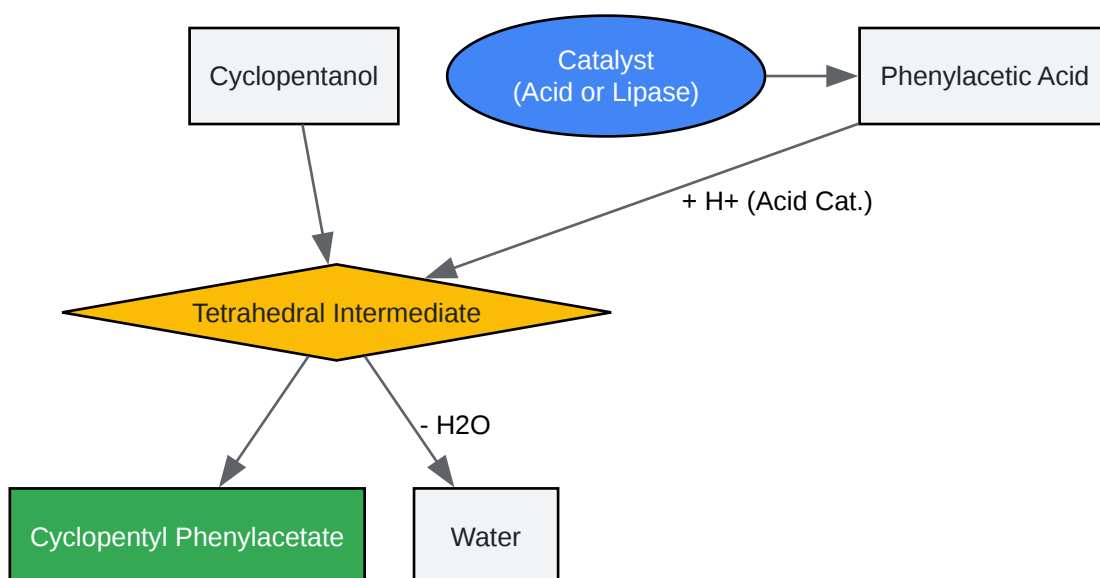 Cyclopentanol
Catalyst
(Acid or Lipase)
Phenylacetic Acid
+ H+ (Acid Cat.)
Tetrahedral Intermediate
- H2O
Cyclopentyl Phenylacetate
Water